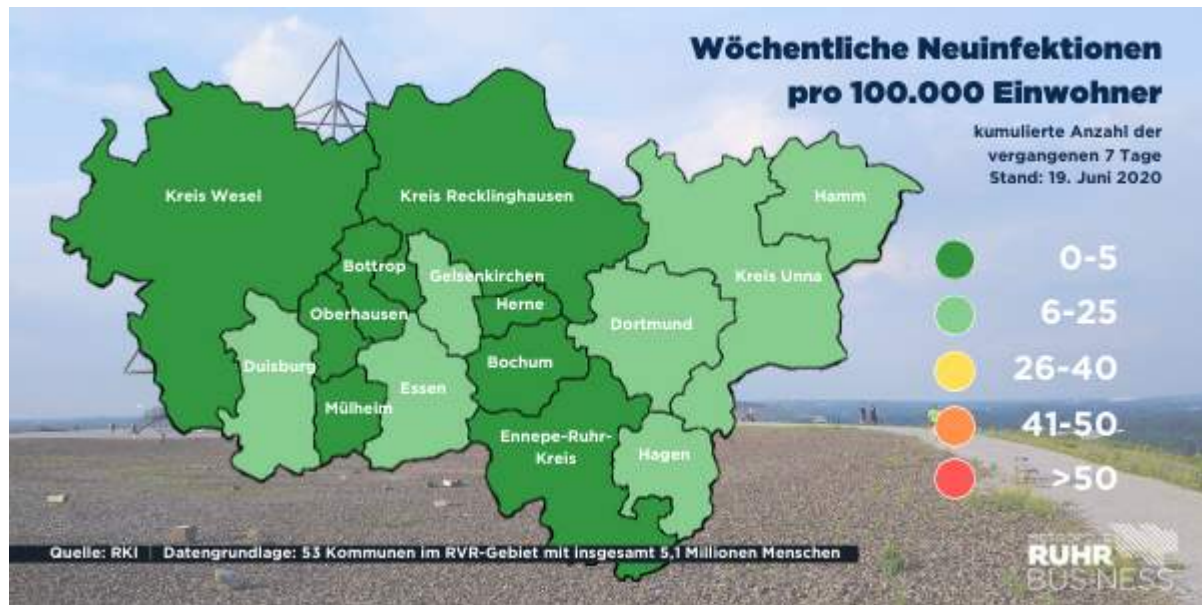 Wöchentliche Neuinfektionen
pro 100.000 Einwohner
kumulierte Anzahl der
vergangenen 7 Tage
Stand: 19. Juni 2020
Kreis Wesel
Kreis Recklinghausen
Hamm
Bottrop
Gelsenkirchen
Kreis Unna
Oberhausen
Herne
Dortmund
Duisburg
Essen
Bochum
Mülheim
Ennepe-Ruhr-
Kreis
Hagen
0-5
6-25
26-40
41-50
>50
Quelle: RKI | Datengrundlage: 53 Kommunen im RVR-Gebiet mit insgesamt 5,1 Millionen Menschen
RUHR
BUSINESS